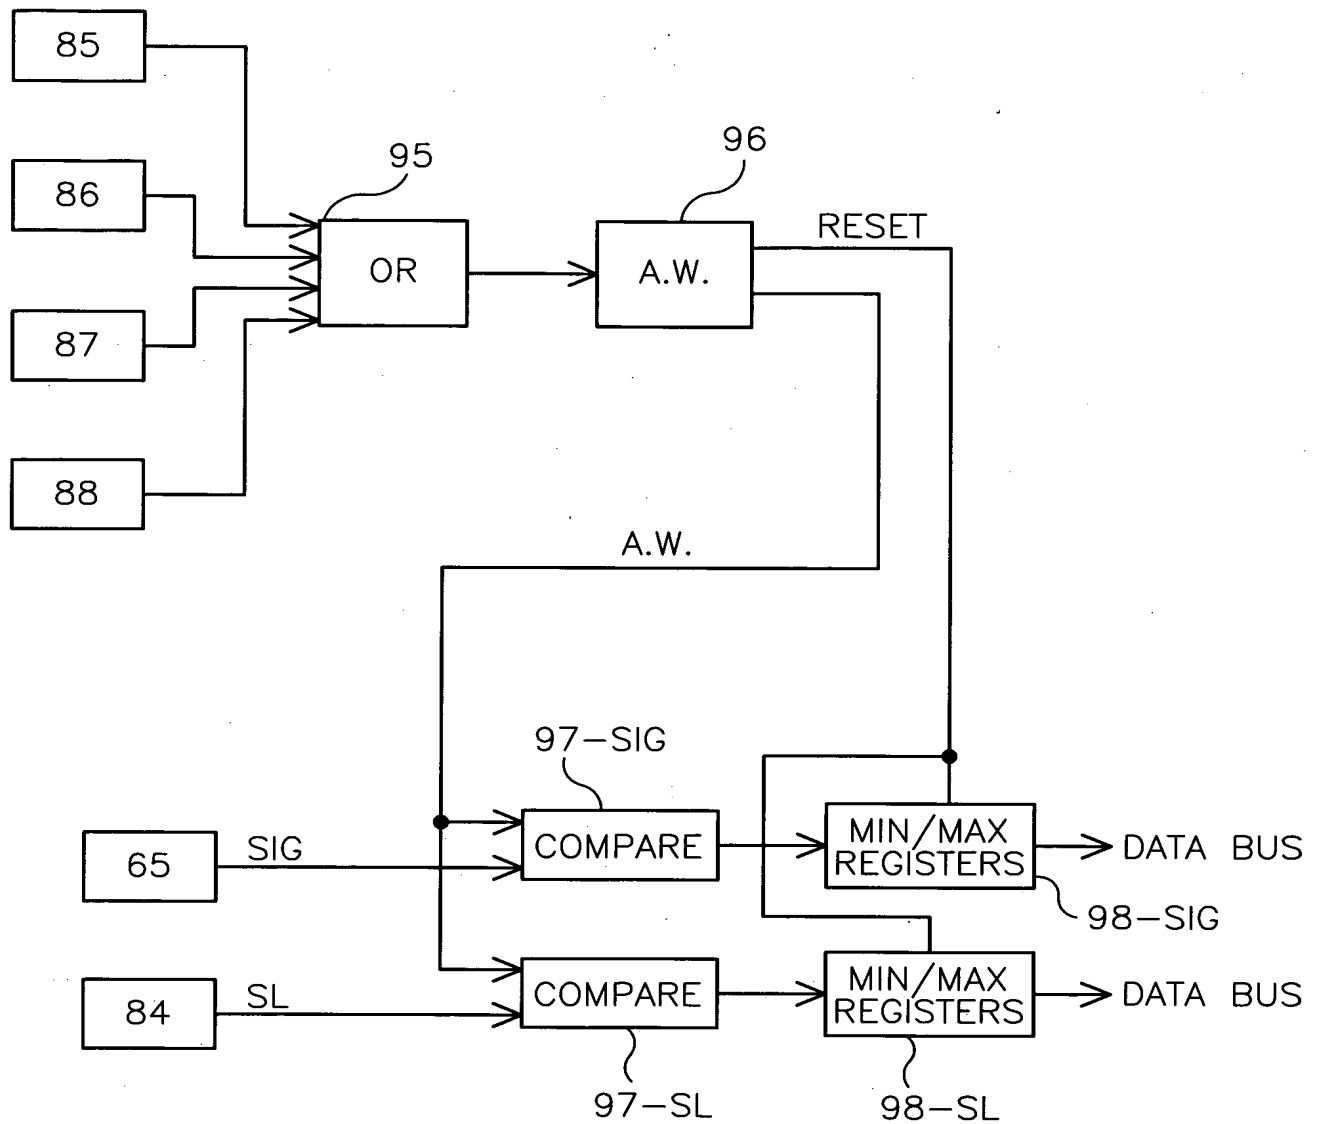 85
86
95
96
RESET
OR
A.W.
87
88
A.W.
97-SIG
65
SIG
COMPARE
MIN/MAX
REGISTERS
DATA BUS
98-SIG
84
SL
COMPARE
MIN/MAX
REGISTERS
DATA BUS
97-SL
98-SL